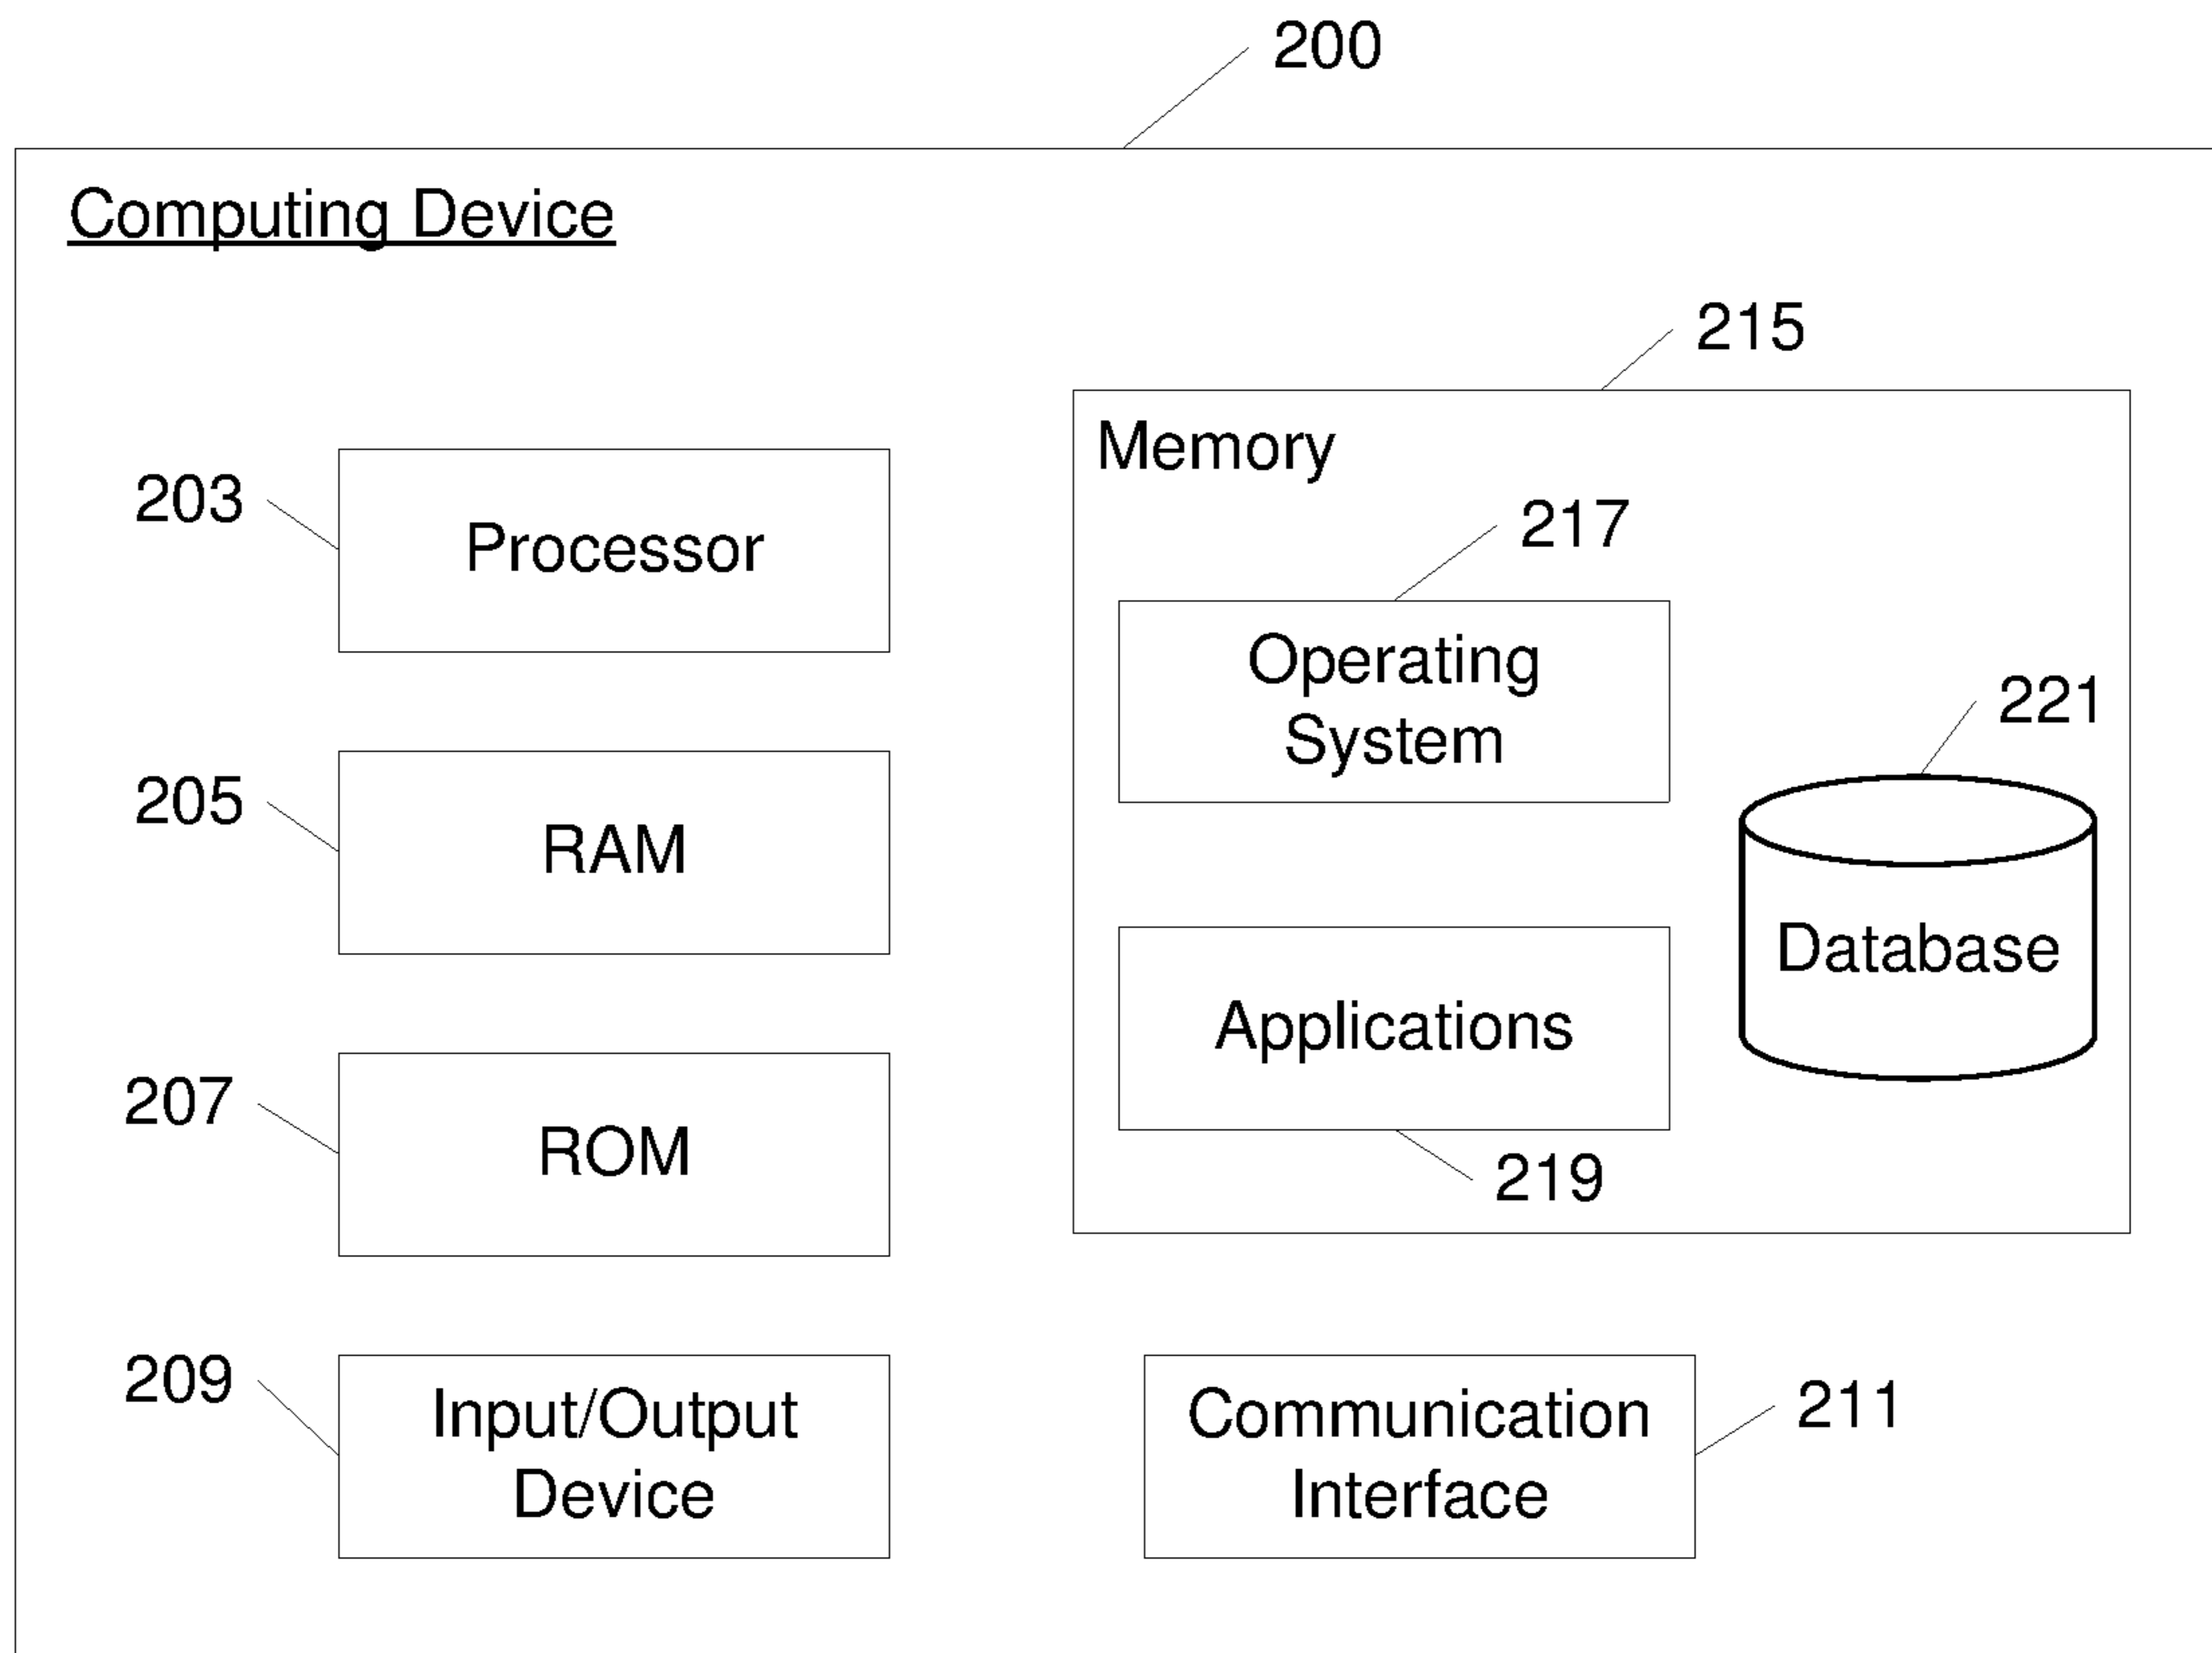 200
Computing Device
215
Memory
203
Processor
217
Operating
System
221
205
RAM
Database
Applications
207
ROM
219
209
Input/Output
Device
Communication
Interface
211